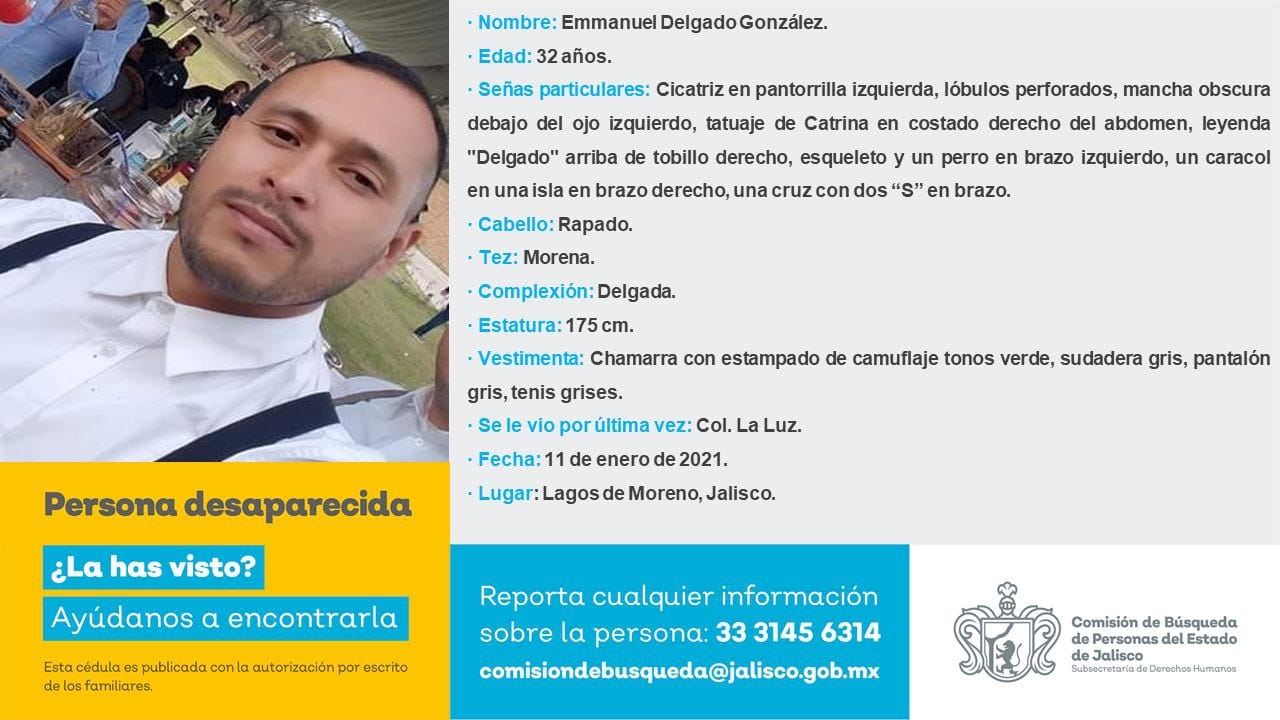 · Nombre: Emmanuel Delgado González.
· Edad: 32 años.
· Señas particulares: Cicatriz en pantorrilla izquierda, lóbulos perforados, mancha obscura
debajo del ojo izquierdo, tatuaje de Catrina en costado derecho del abdomen, leyenda
"Delgado" arriba de tobillo derecho, esqueleto y un perro en brazo izquierdo, un caracol
en una isla en brazo derecho, una cruz con dos “S” en brazo.
· Cabello: Rapado.
· Tez: Morena.
· Complexión: Delgada.
· Estatura: 175 cm.
· Vestimenta: Chamarra con estampado de camuflaje tonos verde, sudadera gris, pantalón
gris, tenis grises.
· Se le vio por última vez: Col. La Luz.
· Fecha: 11 de enero de 2021.
· Lugar: Lagos de Moreno, Jalisco.
Persona desaparecida
¿La has visto?
Ayúdanos a encontrarla
Esta cédula es publicada con la autorización por escrito
de los familiares.
Reporta cualquier información
sobre la persona: 33 3145 6314
comisiondebusqueda@jalisco.gob.mx
Comisión de Búsqueda
de Personas del Estado
de Jalisco
Subsecretaría de Derechos Humanos